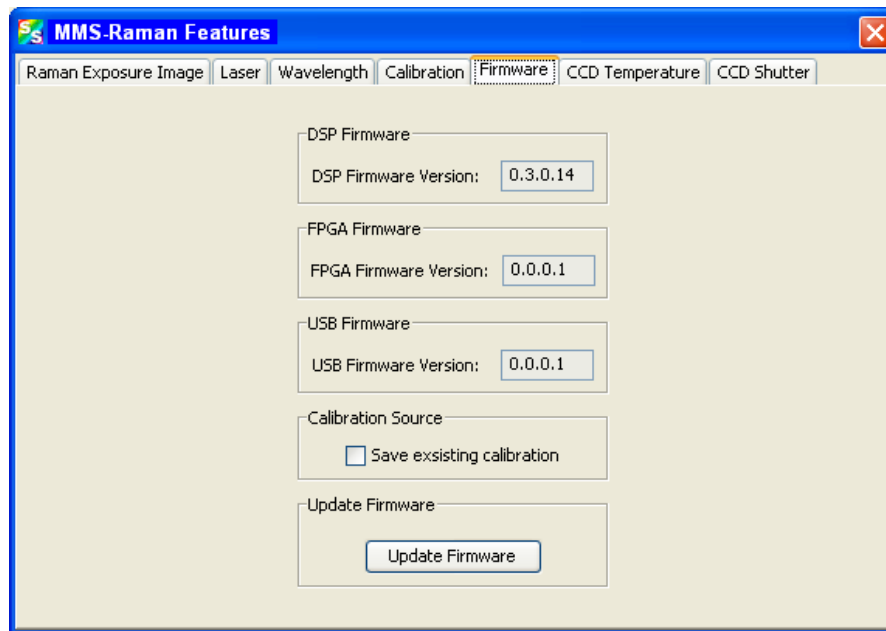 SS MMS-Raman Features
Raman Exposure Image Laser Wavelength Calibration Firmware CCD Temperature CCD Shutter
DSP Firmware
DSP Firmware Version: 0.3.0.14
FPGA Firmware
FPGA Firmware Version: 0.0.0.1
USB Firmware
USB Firmware Version: 0.0.0.1
Calibration Source
Save exsisting calibration
Update Firmware
Update Firmware